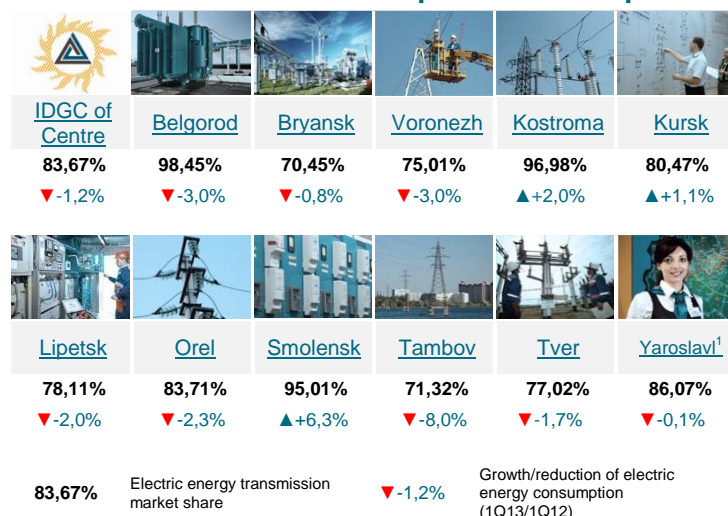 IDGC of
Centre
Belgorod
Bryansk
Voronezh
Kostroma
Kursk
83,67%
98,45%
70,45%
75,01%
96,98%
80,47%
▼-1,2%
▼-3,0%
▼-0,8%
▼-3,0%
▲+2,0%
▲+1,1%
Lipetsk
Orel
Smolensk
Tambov
Tver
Yaroslavl¹
78,11%
83,71%
95,01%
71,32%
77,02%
86,07%
▼-2,0%
▼-2,3%
▲+6,3%
▼-8,0%
▼-1,7%
▼-0,1%
83,67%
Electric energy transmission
market share
▼-1,2%
Growth/reduction of electric
energy consumption
(1Q13/1Q12)